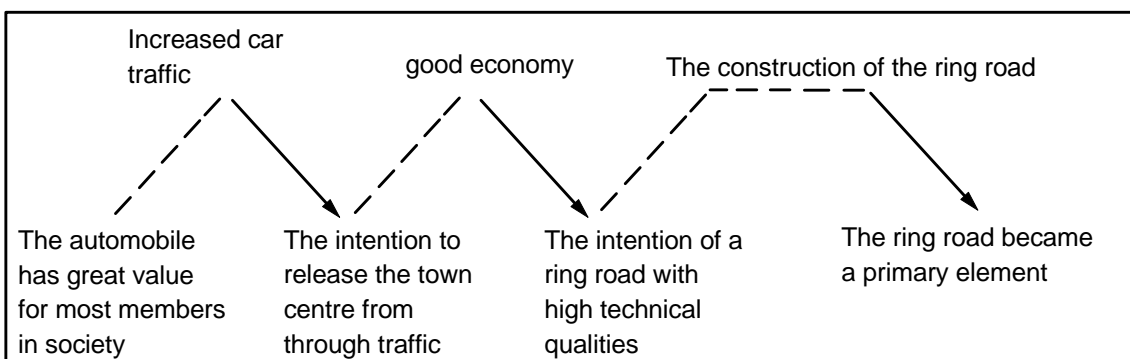 Increased car
traffic
good economy
The construction of the ring road
The automobile
has great value
for most members
in society
The intention to
release the town
centre from
through traffic
The intention of a
ring road with
high technical
qualities
The ring road became
a primary element